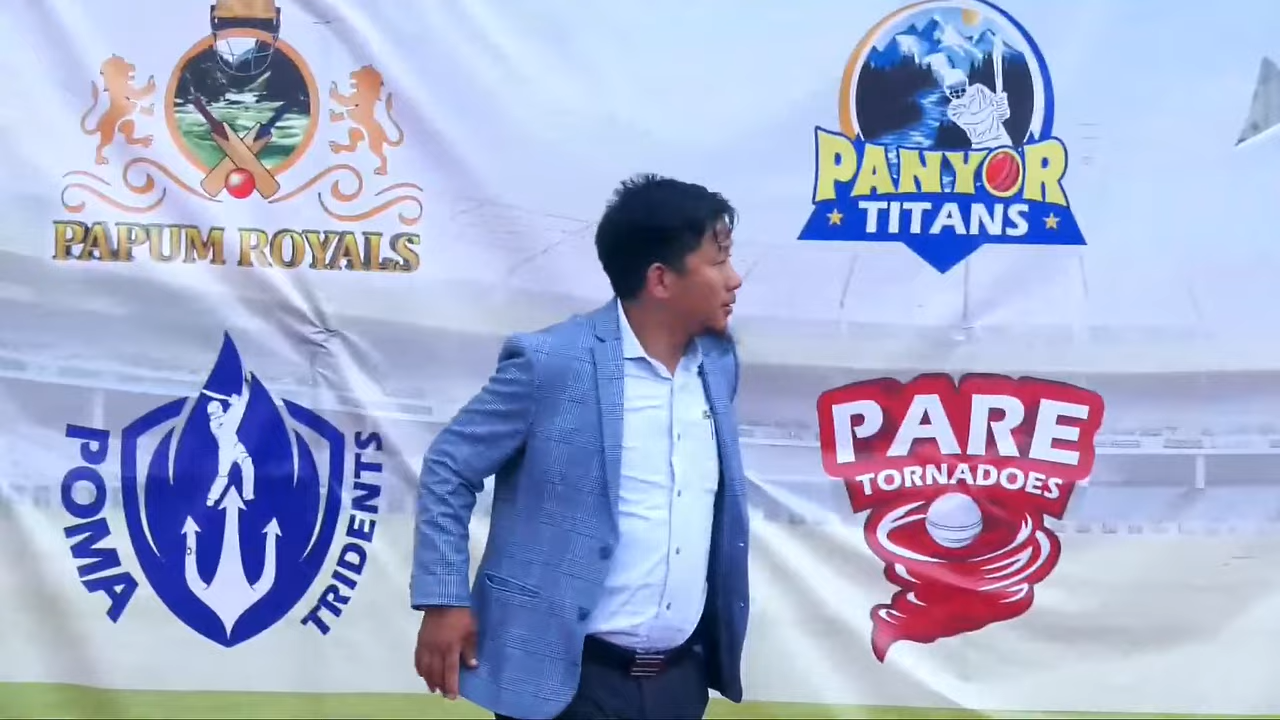 PAPUM ROYALS
PANYOR
TITANS
POMA
TRIDENTS
PARE
TORNADOES